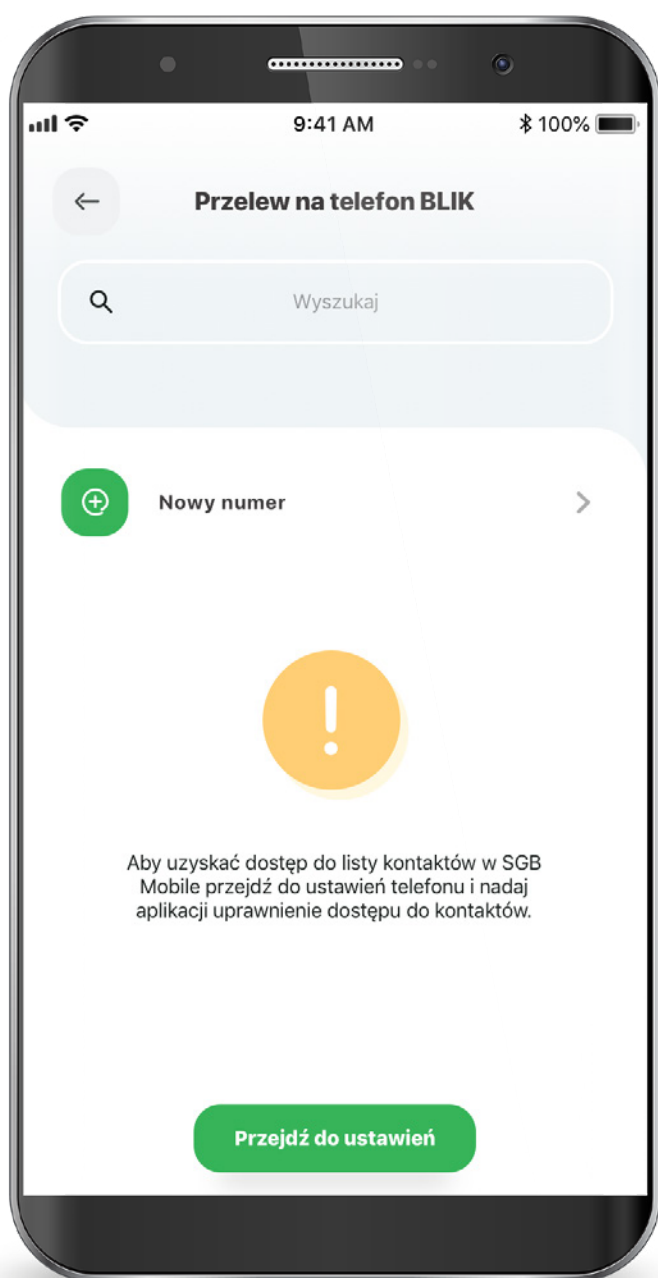 9:41 AM
100%
Przelew na telefon BLIK
Wyszukaj
Nowy numer
!
Aby uzyskać dostęp do listy kontaktów w SGB
Mobile przejdź do ustawień telefonu i nadaj
aplikacji uprawnienie dostępu do kontaktów.
Przejdź do ustawień